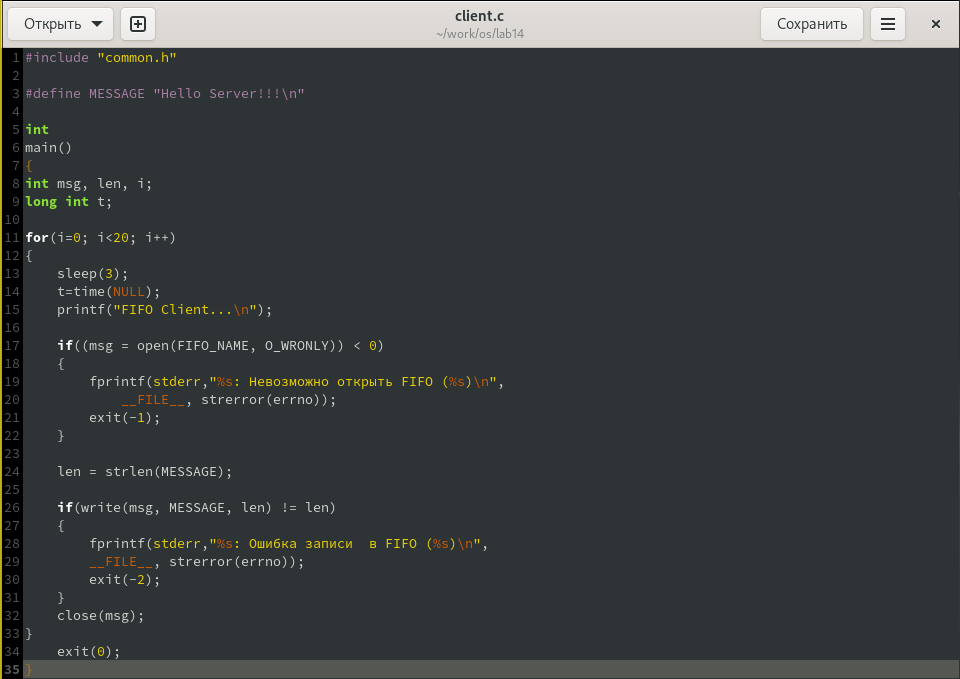 Открыть
client.c
~/work/os/lab14
Сохранить
1 #include "common.h"
2
3 #define MESSAGE "Hello Server!!!\n"
4
5 int
6 main()
7 {
8 int msg, len, i;
9 long int t;
10
11 for(i=0; i<20; i++)
12 {
13     sleep(3);
14     t=time(NULL);
15     printf("FIFO Client...\n");
16
17     if((msg = open(FIFO_NAME, O_WRONLY)) < 0)
18     {
19         fprintf(stderr,"%s: Невозможно открыть FIFO (%s)\n",
20             __FILE__, strerror(errno));
21         exit(-1);
22     }
23
24     len = strlen(MESSAGE);
25
26     if(write(msg, MESSAGE, len) != len)
27     {
28         fprintf(stderr,"%s: Ошибка записи  в FIFO (%s)\n",
29         __FILE__, strerror(errno));
30         exit(-2);
31     }
32     close(msg);
33 }
34     exit(0);
35 }